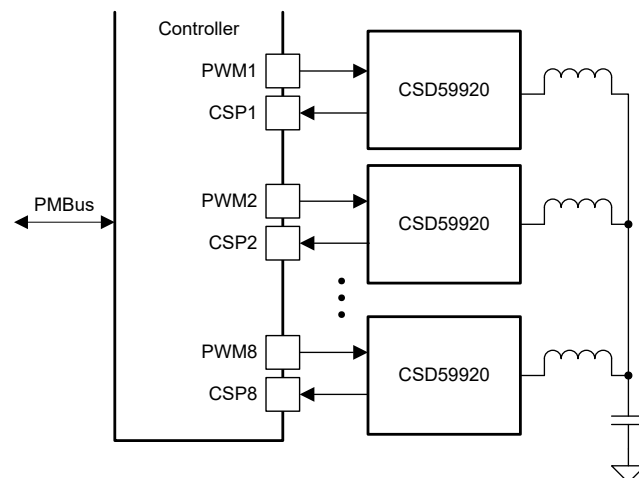 Controller
PWM1
CSD59920
CSP1
PMBus
PWM2
CSD59920
CSP2
PWM8
CSD59920
CSP8